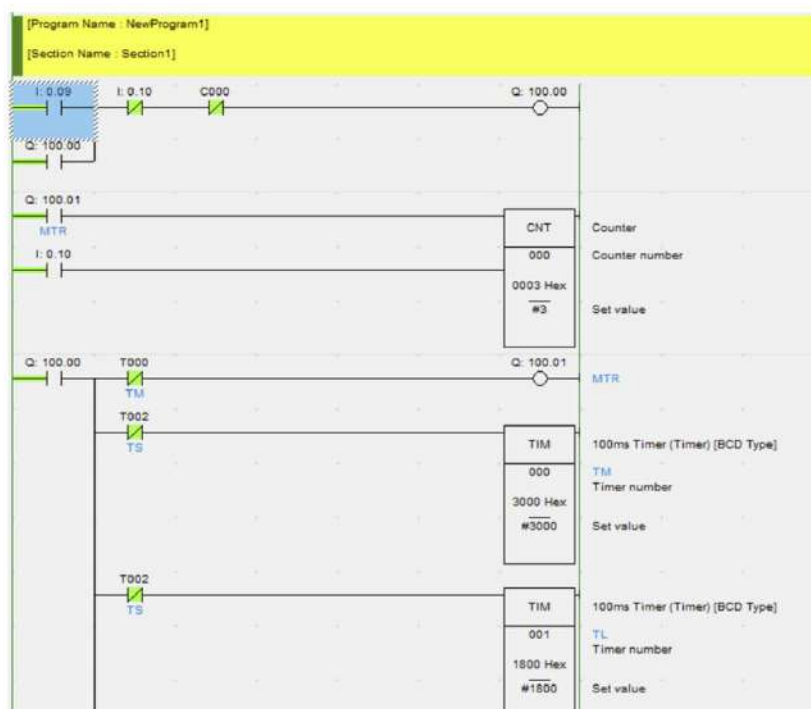 [Program Name : NewProgram1]
[Section Name : Section1]
I: 0.09 I: 0.10 C000 Q: 100.00
Q: 100.00
Q: 100.01
MTR
CNT Counter
I: 0.10
000 Counter number
0003 Hex
#3 Set value
Q: 100.00 T000 Q: 100.01
MTR
TM
T002
TS
TIM 100ms Timer (Timer) [BCD Type]
000 TM
Timer number
3000 Hex
#3000 Set value
T002
TS
TIM 100ms Timer (Timer) [BCD Type]
001 TL
Timer number
1800 Hex
#1800 Set value